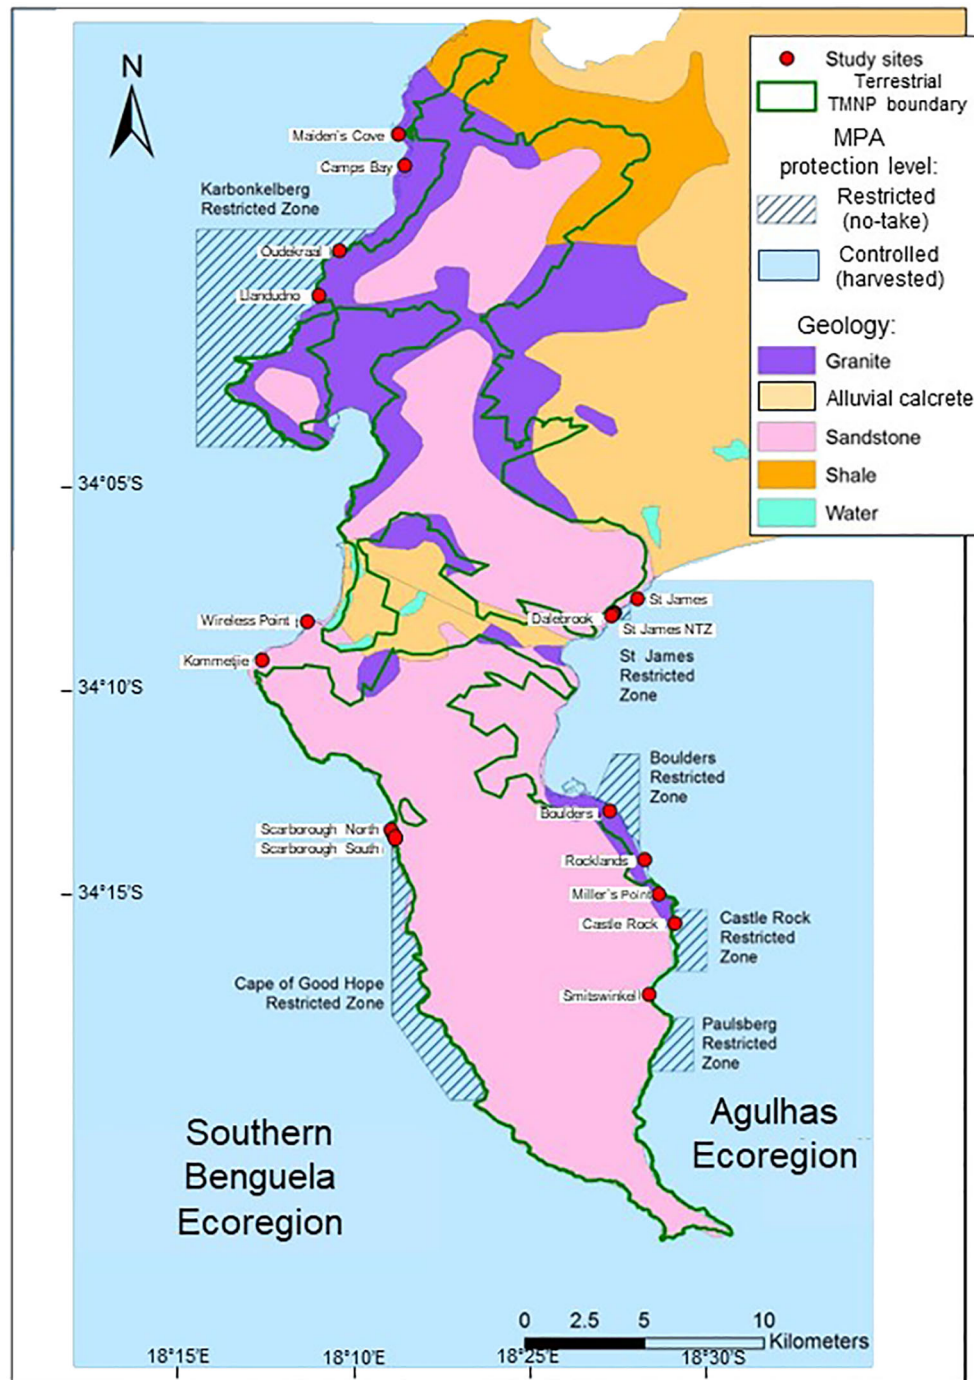 N
Study sites
Terrestrial
TMNP boundary
MPA
protection level:
Restricted
(no-take)
Controlled
(harvested)
Geology:
Granite
Alluvial calcrete
Sandstone
Shale
Water
Maiden's Cove
Camps Bay
Karbonkelberg
Restricted Zone
Oudekraal
Llandudno
34°05'S
Wireless Point
Kommetjie
34°10'S
Dalebrook
St James
St James NTZ
St James
Restricted
Zone
Boulders
Restricted
Zone
Boulders
Scarborough North
Scarborough South
Rocklands
34°15'S
Miller's Point
Castle Rock
Castle Rock
Restricted
Zone
Cape of Good Hope
Restricted Zone
Smitswinkel
Paulsberg
Restricted
Zone
Southern
Benguela
Ecoregion
Agulhas
Ecoregion
0 2.5 5 10
Kilometers
18°15'E 18°10'E 18°25'E 18°30'S